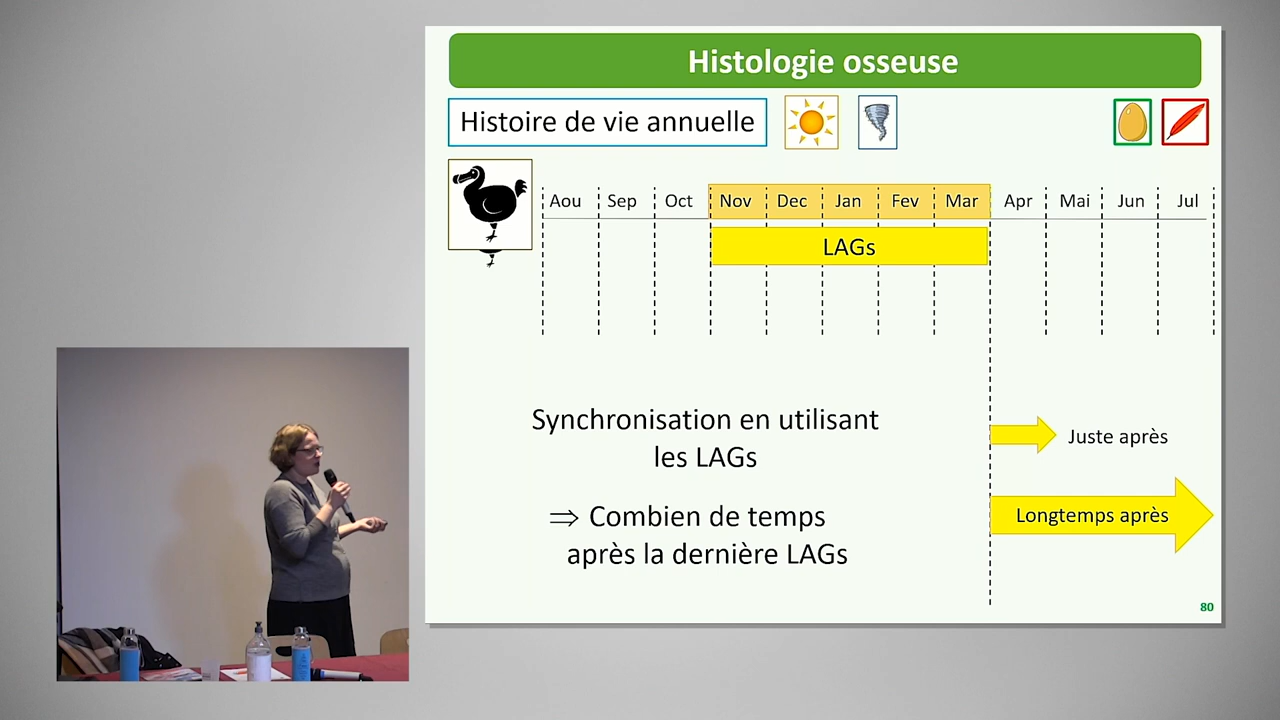 Histologie osseuse
Histoire de vie annuelle
Aou Sep Oct Nov Dec Jan Fev Mar Apr Mai Jun Jul
LAGs
Synchronisation en utilisant
les LAGs
Juste après
⇒ Combien de temps
après la dernière LAGs
Longtemps après
80